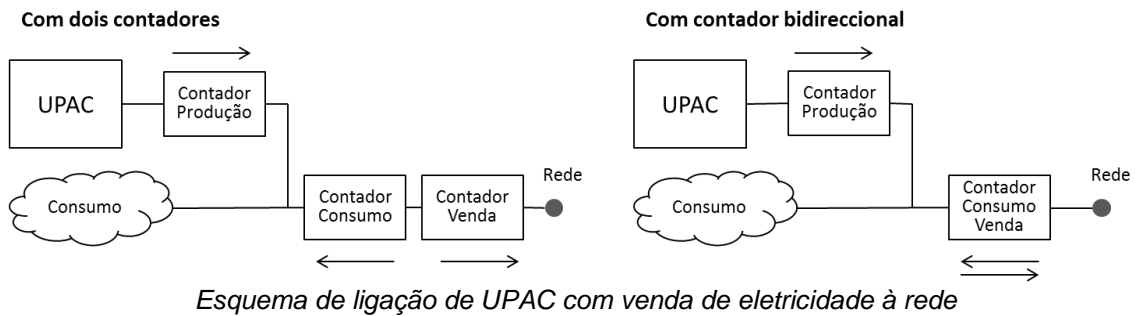 Com dois contadores
UPAC
Contador
Produção
Consumo
Contador
Consumo
Contador
Venda
Rede
Com contador bidireccional
UPAC
Contador
Produção
Consumo
Contador
Consumo
Venda
Rede
Esquema de ligação de UPAC com venda de eletricidade à rede